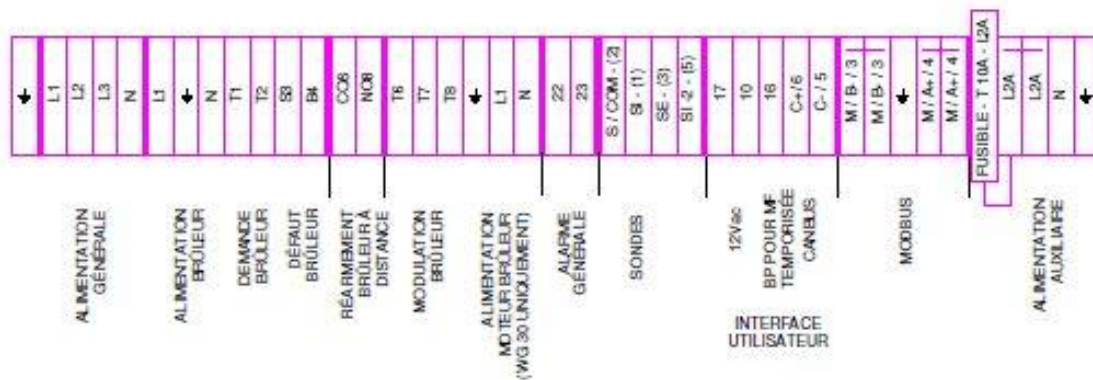 L1
L2
L3
N
L1
N
T1
T2
S3
B4
CO6
NO8
T6
T7
T8
L1
N
22
23
S / COM - (2)
SI - (1)
SE - (3)
SI -2 - (5)
17
10
16
C+ / 6
C- / 5
M / B- / 3
M / B- / 3
M / A+ / 4
M / A+ / 4
FUSIBLE - T 10A - L2A
L2A
L2A
N
ALIMENTATION
GÉNÉRALE
ALIMENTATION
BRÛLEUR
DEMANDE
BRÛLEUR
DÉFAUT
BRÛLEUR
RÉARMEMENT
BRÛLEUR À
DISTANCE
MODULATION
BRÛLEUR
ALIMENTATION
MOTEUR BRÛLEUR
(WG 30 UNIQUEMENT)
ALARME
GÉNÉRALE
SONDES
12Vac
BP POUR MF
TEMPORISÉE
CANBUS
INTERFACE
UTILISATEUR
MODBUS
ALIMENTATION
AUXILIAIRE